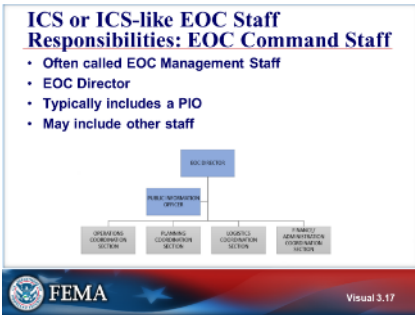 ICS or ICS-like EOC Staff
Responsibilities: EOC Command Staff
• Often called EOC Management Staff
• EOC Director
• Typically includes a PIO
• May include other staff
EOC DIRECTOR
PUBLIC INFORMATION
OFFICER
OPERATIONS
COORDINATION
SECTION
PLANNING
COORDINATION
SECTION
LOGISTICS
COORDINATION
SECTION
FINANCE/
ADMINISTRATION
COORDINATION
SECTION
FEMA
Visual 3.17